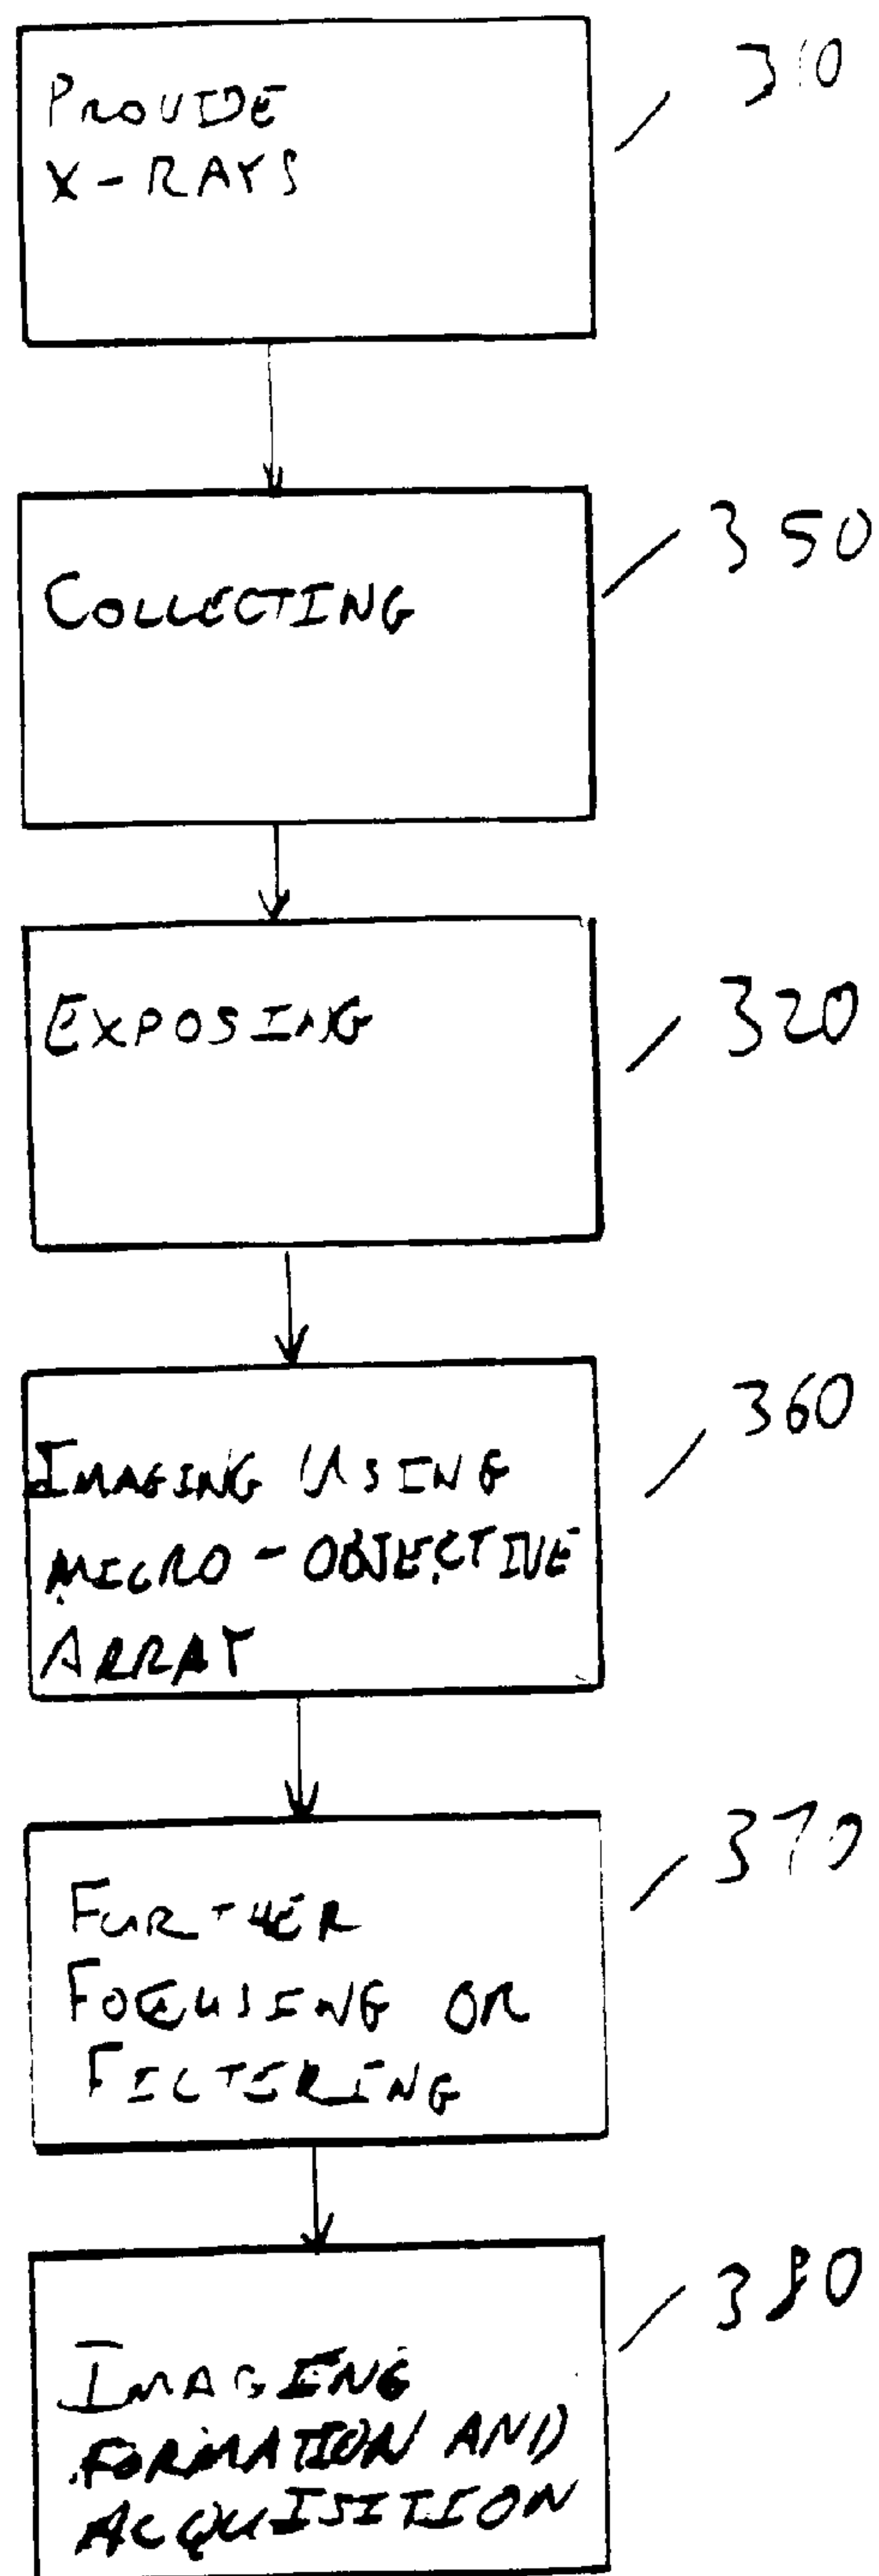 PROVIDE
X-RAYS
310
COLLECTING
350
EXPOSING
320
IMAGING USING
MICRO-OBJECTIVE
ARRAY
360
FURTHER
FOCUSING OR
FILTERING
370
IMAGING
FORMATION AND
ACQUISITION
380